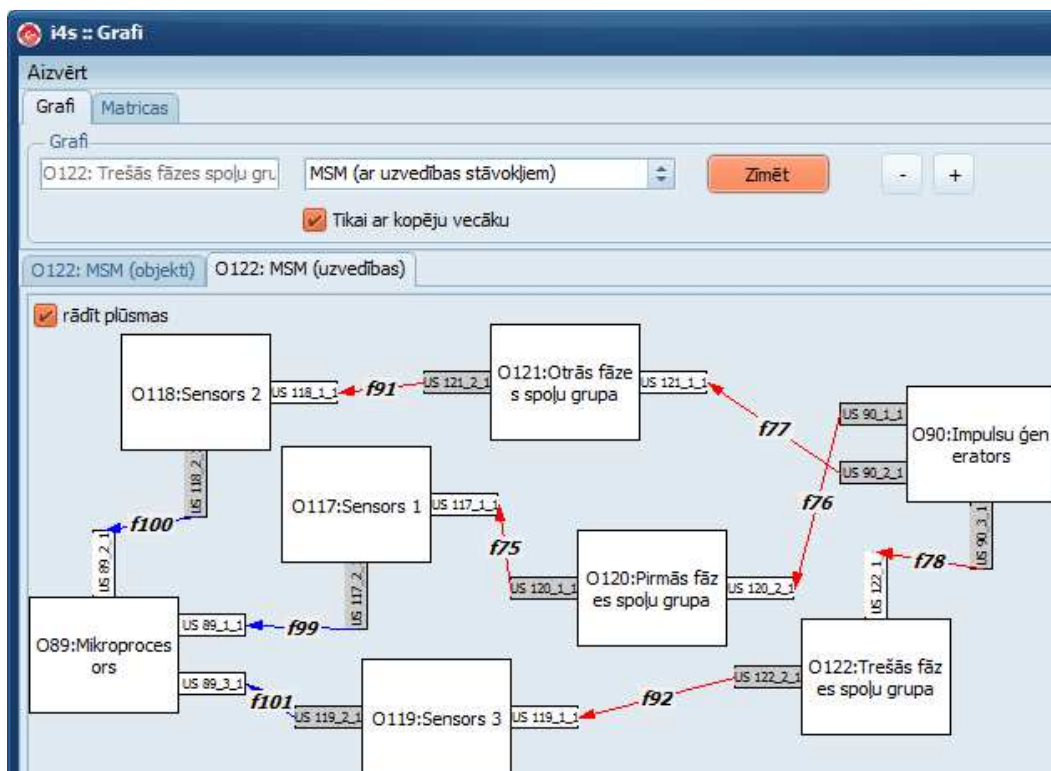 i4s :: Grafi
Aizvērt
Grafi
Matricas
Grafi
O122: Trešās fāzes spoļu gru
MSM (ar uzvedības stāvokļiem)
Zīmēt
-
+
Tikai ar kopēju vecāku
O122: MSM (objekti)
O122: MSM (uzvedības)
rādīt plūsmas
O118:Sensors 2
US 118_1_1
f91
US 121_2_1
O121:Otrās fāze
s spoļu grupa
US 121_1_1
f77
US 90_1_1
US 90_2_1
O90:Impulsu ģen
erators
US 90_3_1
f76
US 118_2_
f100
US 89_2_1
O117:Sensors 1
US 117_1_1
f75
US 117_2_
US 120_1_1
O120:Pirmās fāz
es spoļu grupa
US 120_2_1
f78
US 122_1_
O89:Mikroproces
ors
US 89_1_1
f99
US 89_3_1
f101
US 119_2_1
O119:Sensors 3
US 119_1_1
f92
US 122_2_1
O122:Trešās fāz
es spoļu grupa